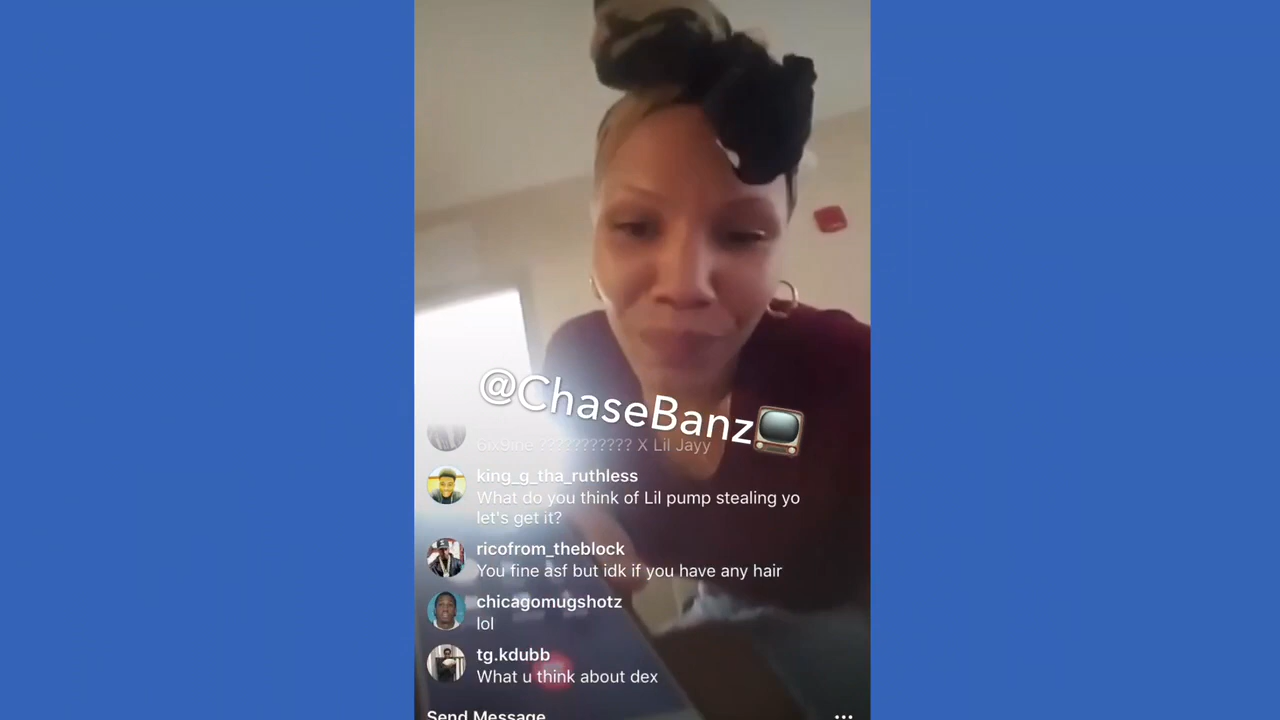 @ChaseBanz
6ix9ine ??????????? X Lil Jayy
king_g_tha_ruthless
What do you think of Lil pump stealing yo
let's get it?
ricofrom_theblock
You fine asf but idk if you have any hair
chicagomugshotz
lol
tg.kdubb
What u think about dex
Send Message